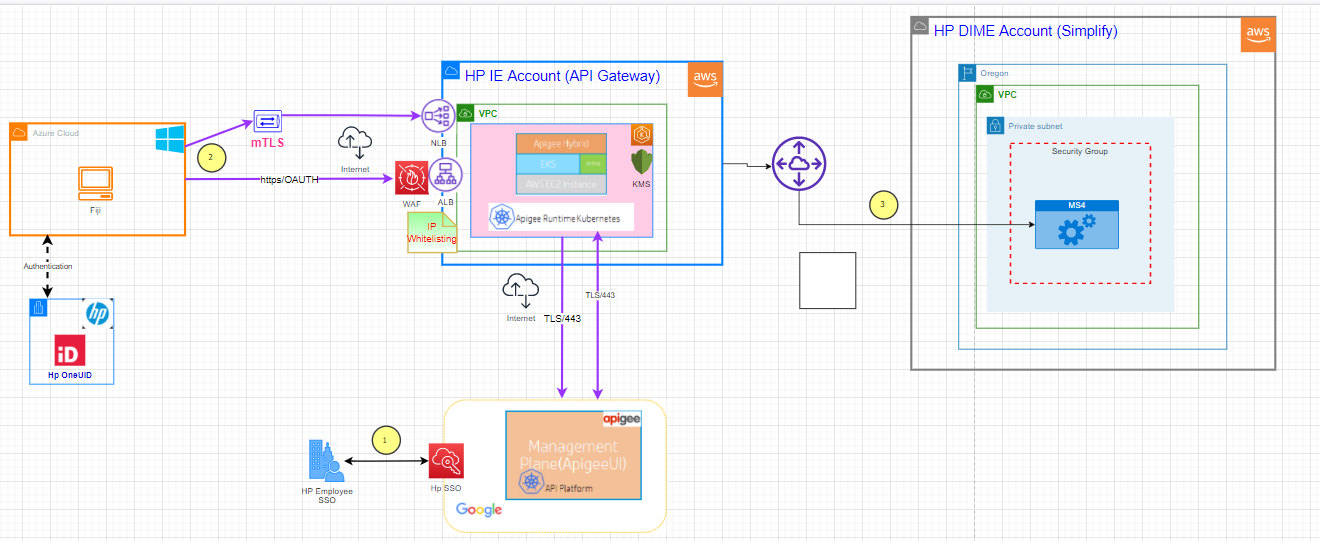 HP DIME Account (Simplify)
aws
HP IE Account (API Gateway)
aws
Oregon
VPC
VPC
Azure Cloud
mTLS
2
Internet
NLB
Apigee Hybrid
EKS
AWS EC2 Instance
KMS
Private subnet
Security Group
https/OAUTH
WAF
ALB
Fiji
MS4
3
IP
Whitelisting
Apigee Runtime Kubernetes
Authentication
Internet
TLS/443
TLS/443
hp
iD
Hp OneUID
apigee
Management
Plane(ApigeeUI)
API Platform
1
HP Employee
SSO
Hp SSO
Google